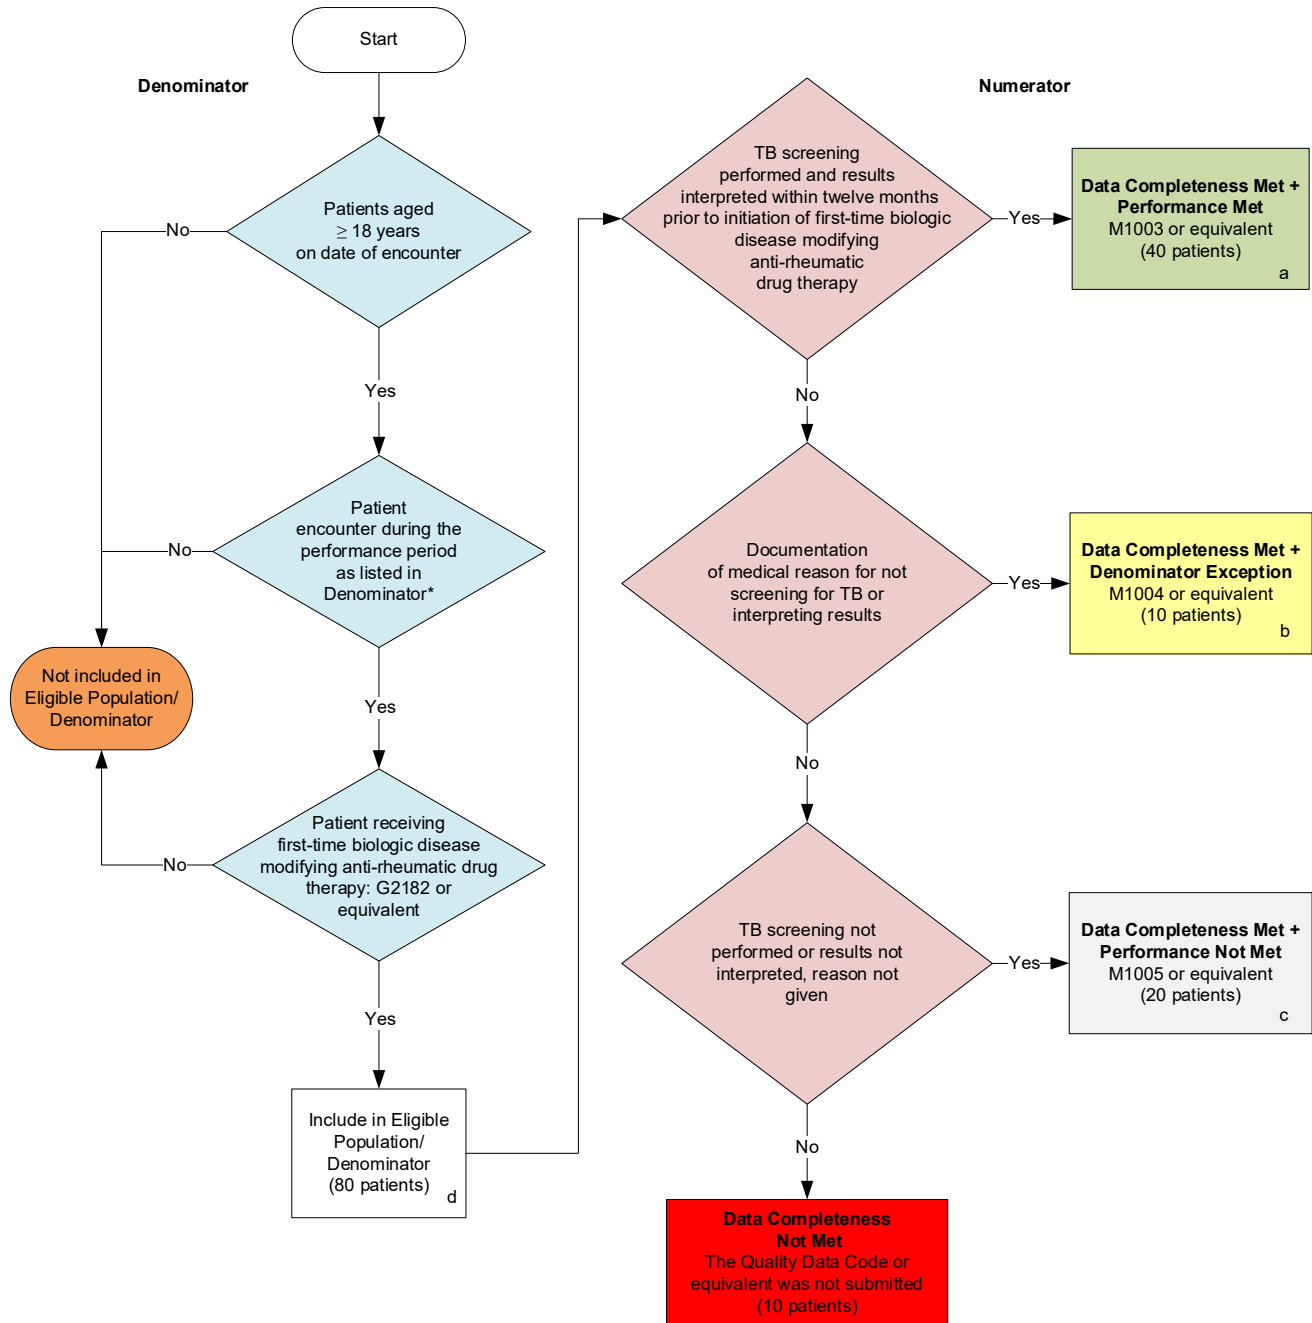 Start
Denominator
Patients aged
≥ 18 years
on date of encounter
No
Yes
Patient
encounter during the
performance period
as listed in
Denominator*
No
Yes
Not included in
Eligible Population/
Denominator
Patient receiving
first-time biologic disease
modifying anti-rheumatic drug
therapy: G2182 or
equivalent
No
Yes
Include in Eligible
Population/
Denominator
(80 patients)
d
Numerator
TB screening
performed and results
interpreted within twelve months
prior to initiation of first-time biologic
disease modifying
anti-rheumatic
drug therapy
Yes
Data Completeness Met +
Performance Met
M1003 or equivalent
(40 patients)
a
No
Documentation
of medical reason for not
screening for TB or
interpreting results
Yes
Data Completeness Met +
Denominator Exception
M1004 or equivalent
(10 patients)
b
No
TB screening not
performed or results not
interpreted, reason not
given
Yes
Data Completeness Met +
Performance Not Met
M1005 or equivalent
(20 patients)
c
No
Data Completeness
Not Met
The Quality Data Code or
equivalent was not submitted
(10 patients)